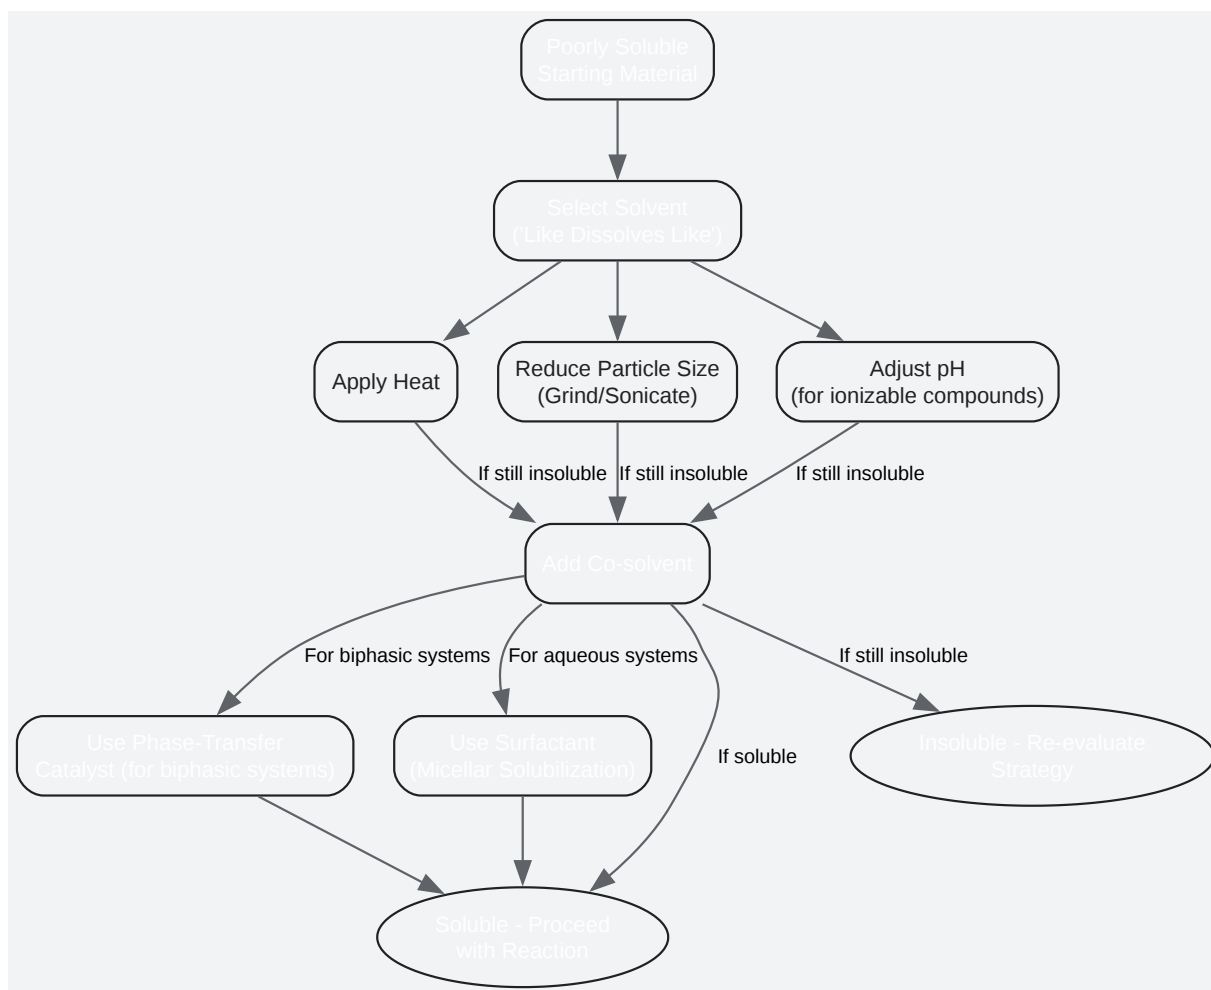 Poorly Soluble
Starting Material
Select Solvent
('Like Dissolves Like')
Apply Heat
Reduce Particle Size
(Grind/Sonicate)
Adjust pH
(for ionizable compounds)
If still insoluble
If still insoluble
If still insoluble
Add Co-solvent
For biphasic systems
For aqueous systems
If still insoluble
Use Phase-Transfer
Catalyst (for biphasic systems)
Use Surfactant
(Micellar Solubilization)
If soluble
Insoluble - Re-evaluate
Strategy
Soluble - Proceed
with Reaction